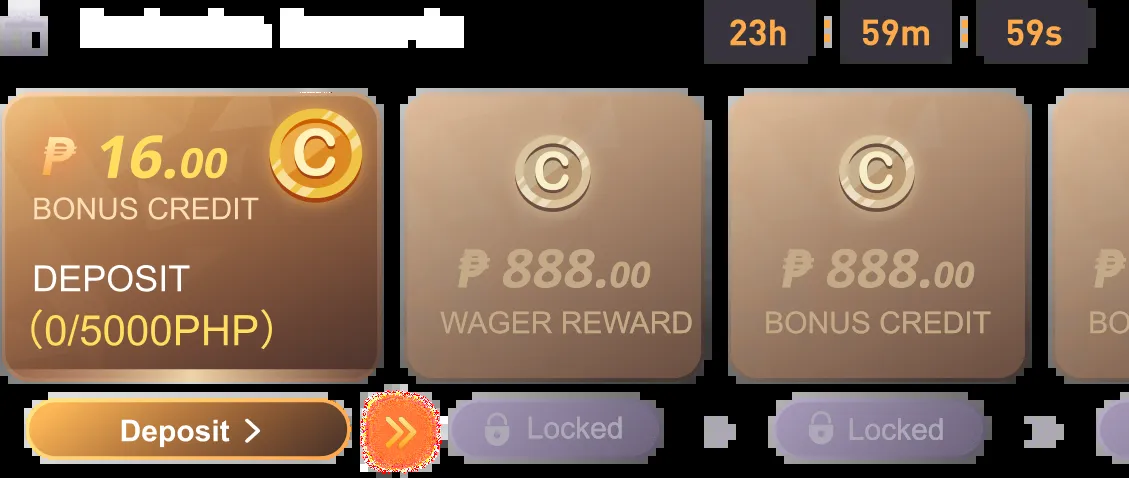 23h : 59m : 59s
₱ 16.00
BONUS CREDIT
DEPOSIT
(0/5000PHP)
Deposit >
C
C
₱ 888.00
WAGER REWARD
Locked
C
₱ 888.00
BONUS CREDIT
Locked
₱
BO